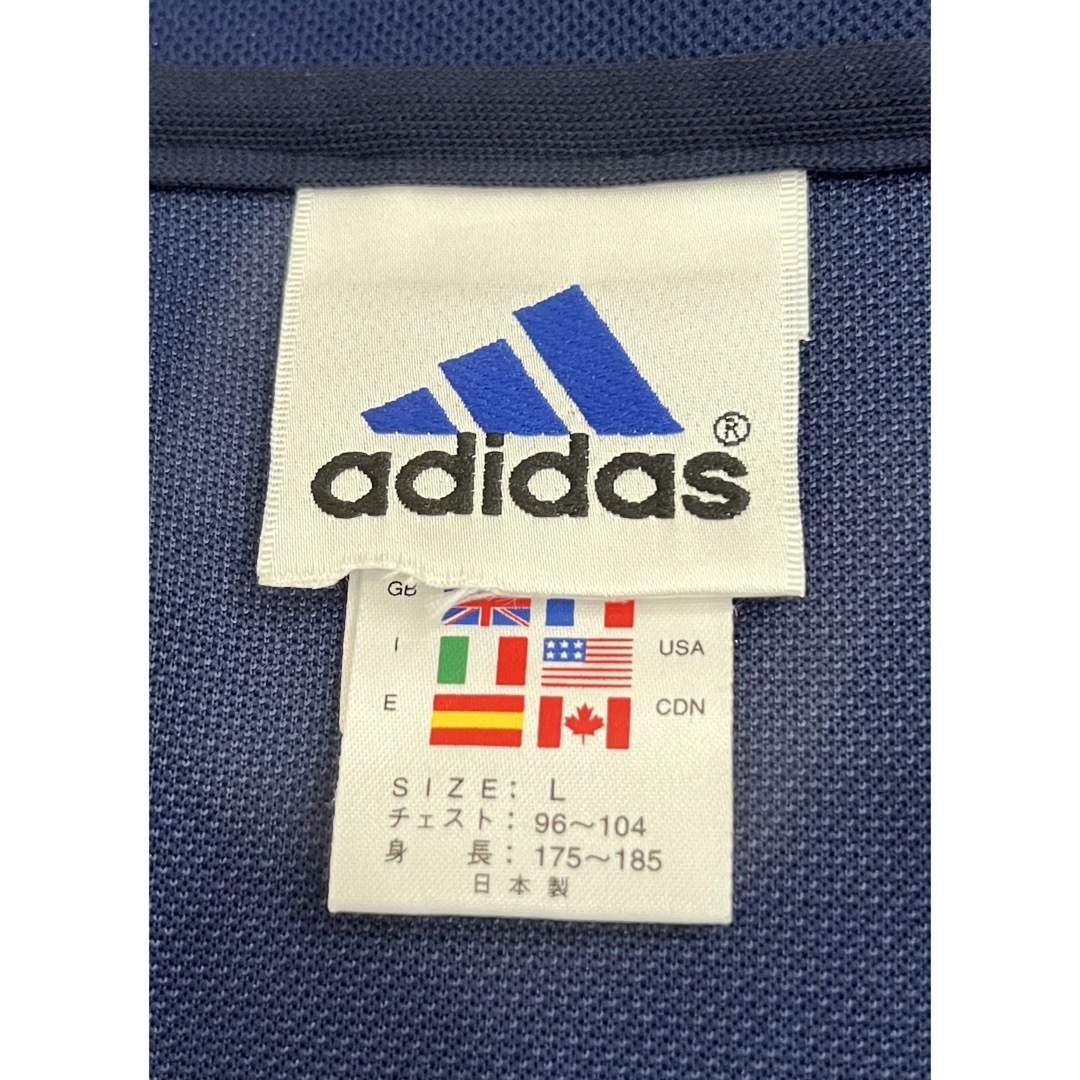 adidas®
GB
I USA
E CDN
SIZE: L
チェスト: 96〜104
身 長: 175〜185
日本製